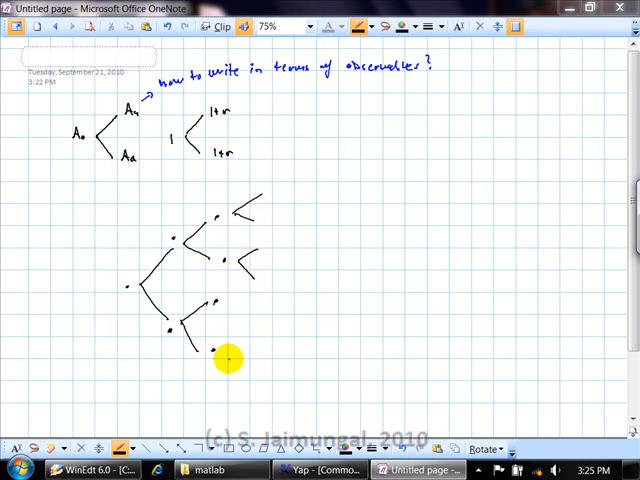 Untitled page - Microsoft Office OneNote
Clip
75%
Tuesday, September 21, 2010
3:22 PM
how to write in terms of observables?
A0 Au Ad
1 1+r 1+r
(c) S. Jaimungal, 2010
Rotate
WinEdt 6.0 - [C:...
matlab
Yap - [Commo...
Untitled page -...
3:25 PM